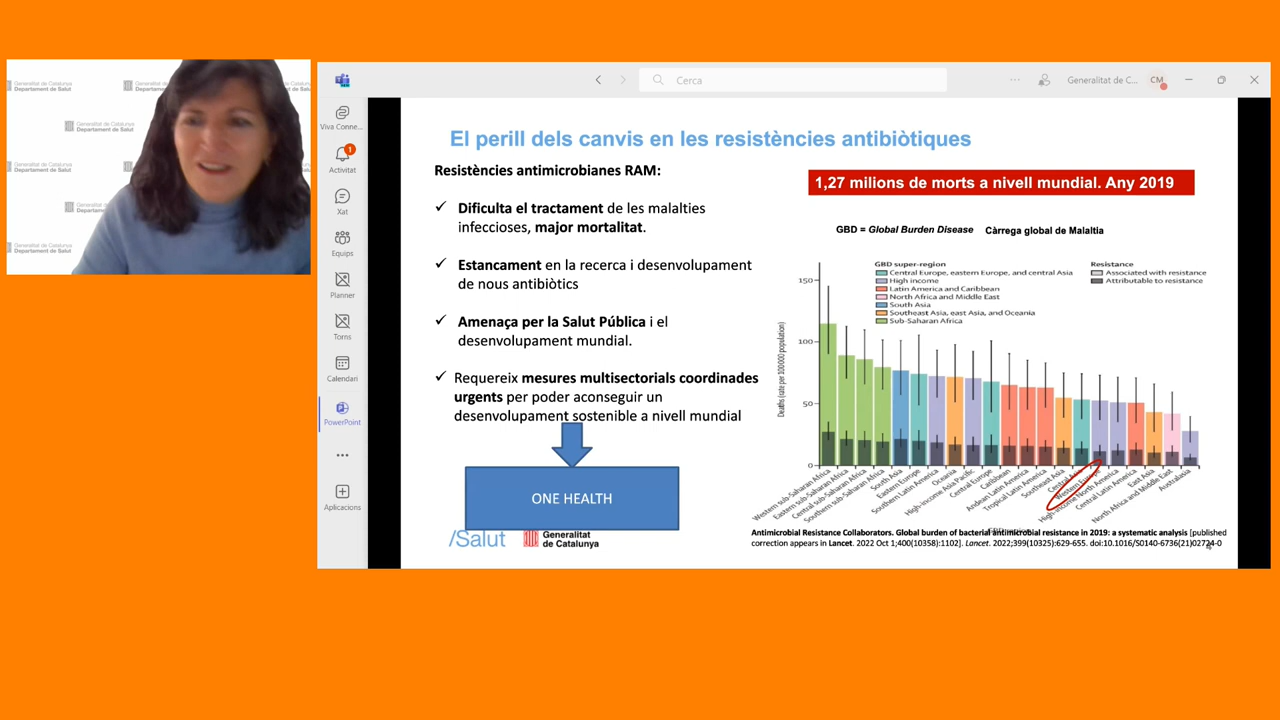 Generalitat de Catalunya
Departament de Salut
Cerca
Generalitat de C...
CM
Viva Conne...
1
Activitat
Xat
Equips
Planner
Torns
Calendari
PowerPoint
Aplicacions
El perill dels canvis en les resistències antibiòtiques
Resistències antimicrobianes RAM:
Dificulta el tractament de les malalties
infeccioses, major mortalitat.
Estancament en la recerca i desenvolupament
de nous antibiòtics
Amenaça per la Salut Pública i el
desenvolupament mundial.
Requereix mesures multisectorials coordinades
urgents per poder aconseguir un
desenvolupament sostenible a nivell mundial
ONE HEALTH
/Salut
Generalitat
de Catalunya
1,27 milions de morts a nivell mundial. Any 2019
GBD = Global Burden Disease Càrrega global de Malaltia
GBD super-region
Central Europe, eastern Europe, and central Asia
High income
Latin America and Caribbean
North Africa and Middle East
South Asia
Southeast Asia, east Asia, and Oceania
Sub-Saharan Africa
Resistance
Associated with resistance
Attributable to resistance
Deaths (rate per 100 000 population)
150
100
50
0
Western sub-Saharan Africa
Eastern sub-Saharan Africa
Central sub-Saharan Africa
Southern sub-Saharan Africa
South Asia
Eastern Europe
Southern Latin America
Oceania
High-income Asia Pacific
Central Europe
Caribbean
Andean Latin America
Tropical Latin America
Southeast Asia
Central Asia
Western Europe
High-income North America
Central Latin America
East Asia
North Africa and Middle East
Australasia
Antimicrobial Resistance Collaborators. Global burden of bacterial antimicrobial resistance in 2019: a systematic analysis [published
correction appears in Lancet. 2022 Oct 1;400(10358):1102]. Lancet. 2022;399(10325):629-655. doi:10.1016/S0140-6736(21)02724-0